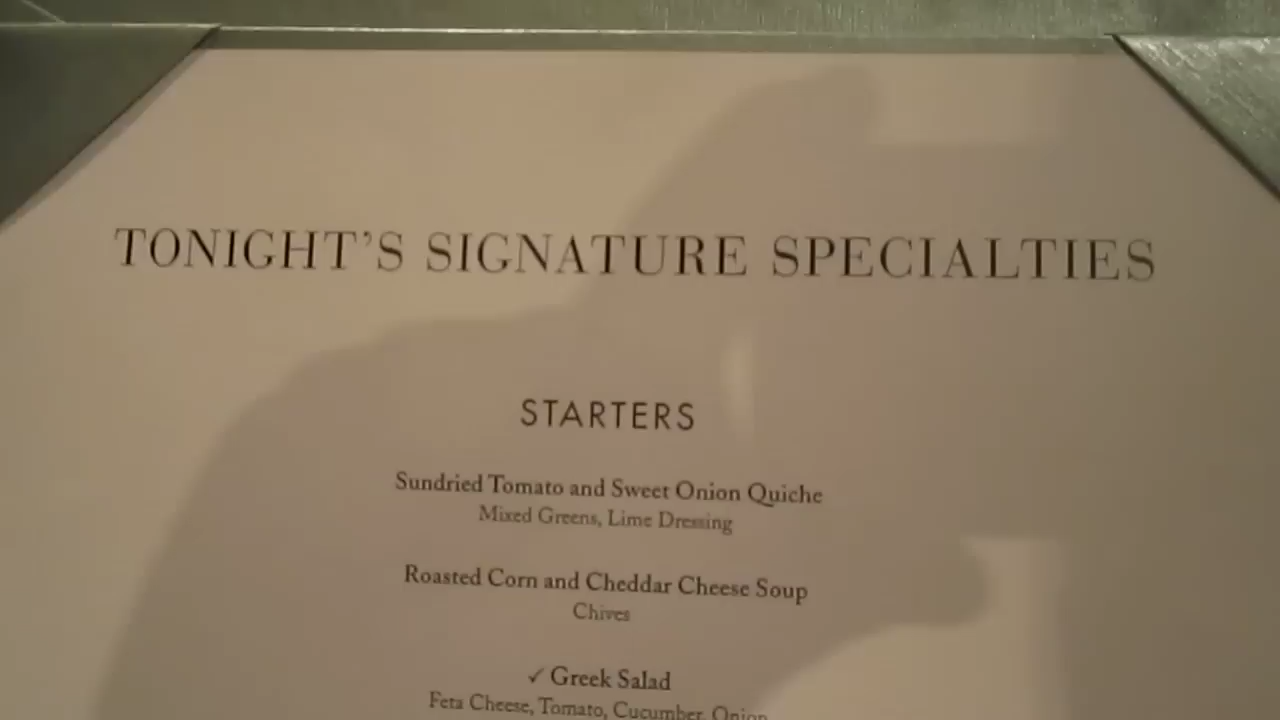 TONIGHT'S SIGNATURE SPECIALTIES
STARTERS
Sundried Tomato and Sweet Onion Quiche
Mixed Greens, Lime Dressing
Roasted Corn and Cheddar Cheese Soup
Chives
✓ Greek Salad
Feta Cheese, Tomato, Cucumber, Onion